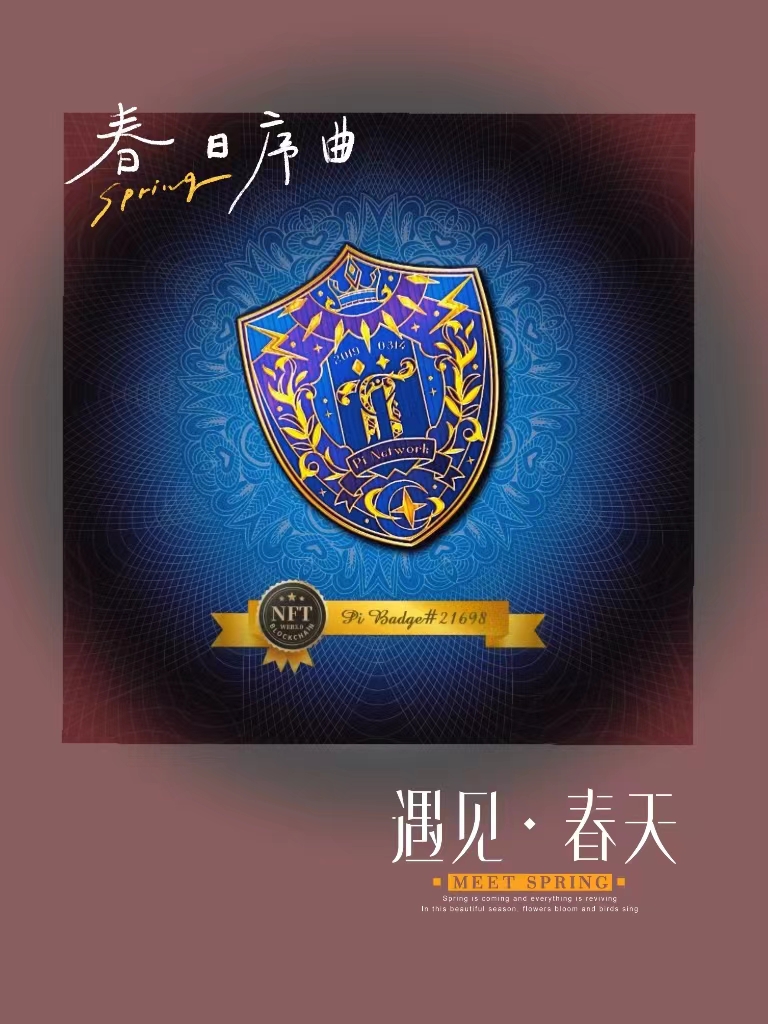 春日序曲
Spring
2019 0314
Pi Network
NFT
WORLD
BLOCKCHAIN
Pi Badge#21698
遇见·春天
MEET SPRING
Spring is coming and everything is reviving
In this beautiful season, flowers bloom and birds sing